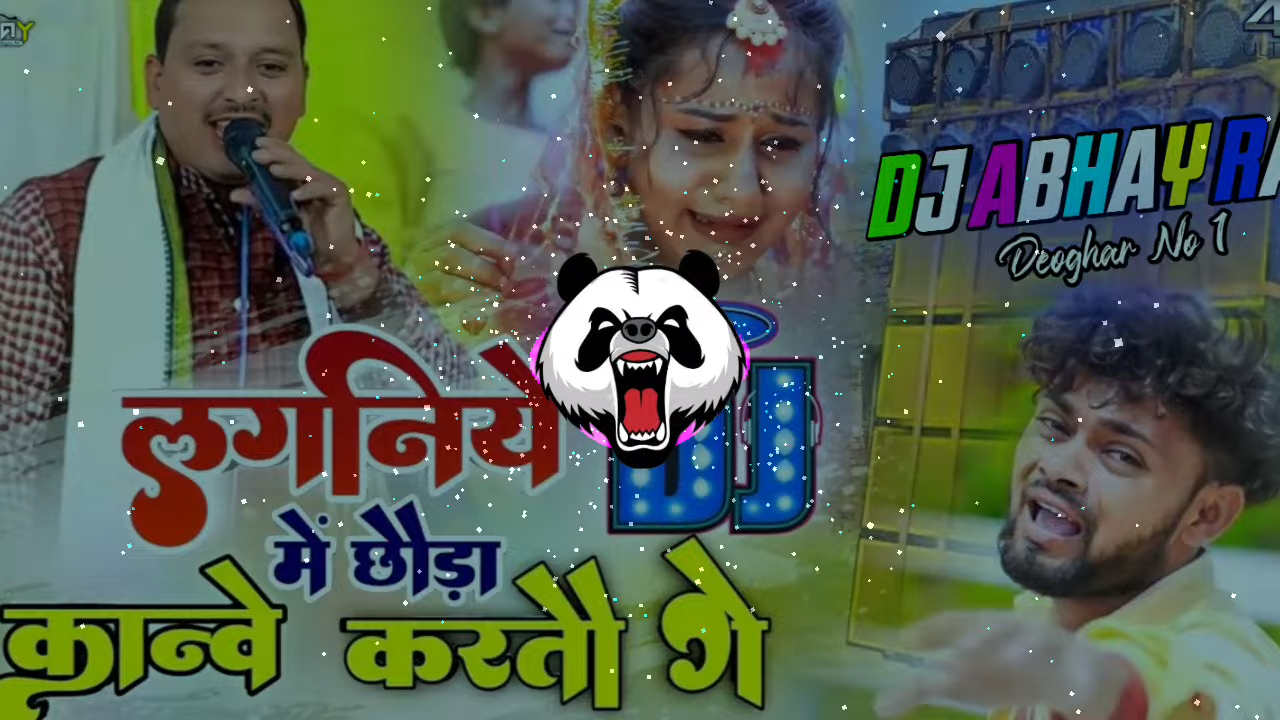 DJ ABHAY RA
Deoghar No 1
लगनिये
DJ
में छौड़ा
कान्वे करतौ गे